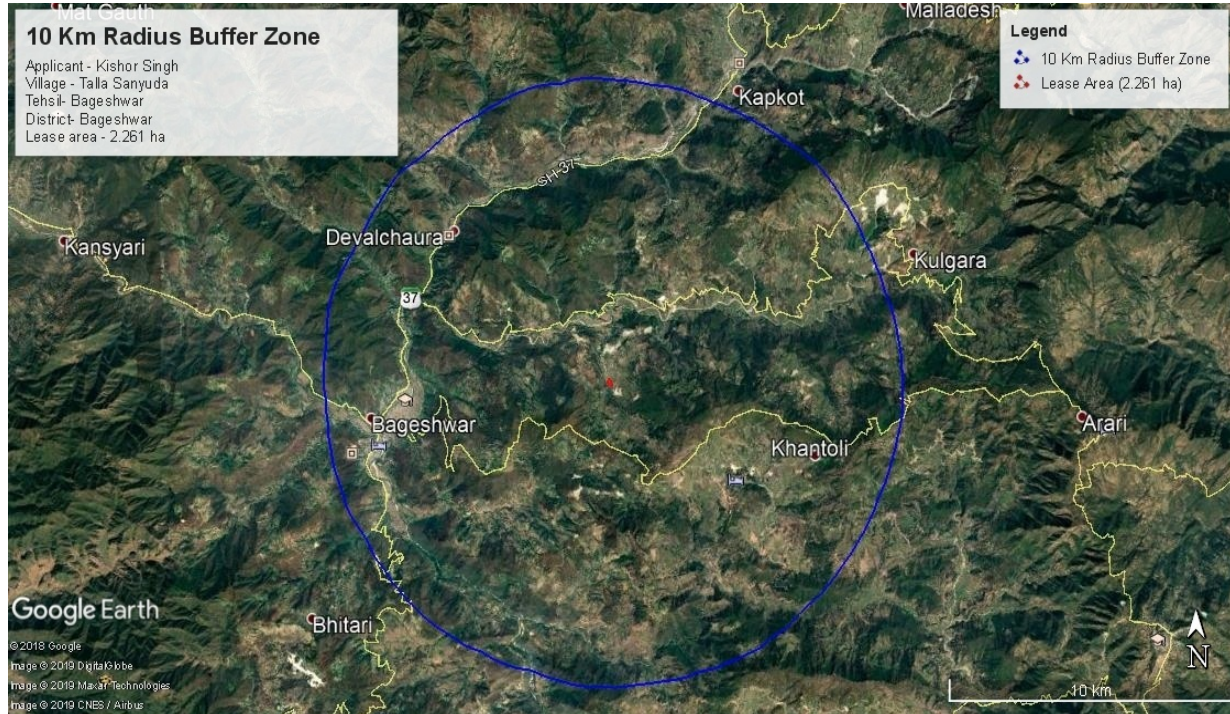 Mat Gauth
Malladesh
10 Km Radius Buffer Zone
Applicant - Kishor Singh
Village - Talla Sanyuda
Tehsil- Bageshwar
District- Bageshwar
Lease area - 2.261 ha
Legend
10 Km Radius Buffer Zone
Lease Area (2.261 ha)
Kapkot
SH 37
Devalchaura
Kansyari
Kulgara
37
Bageshwar
Arari
Khantoli
Google Earth
Bhitari
© 2018 Google
Image © 2019 DigitalGlobe
Image © 2019 Maxar Technologies
Image © 2019 CNES / Airbus
N
10 km